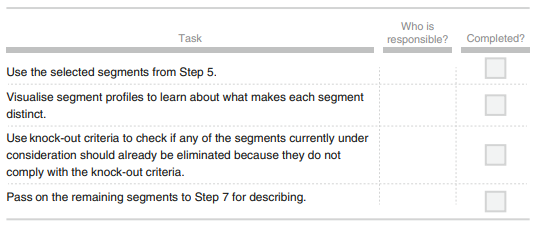 Who is
Task responsible? Completed?
Use the selected segments from Step 5.
Visualise segment profiles to learn about what makes each segment
distinct.
Use knock-out criteria to check if any of the segments currently under
consideration should already be eliminated because they do not
comply with the knock-out criteria.
Pass on the remaining segments to Step 7 for describing.